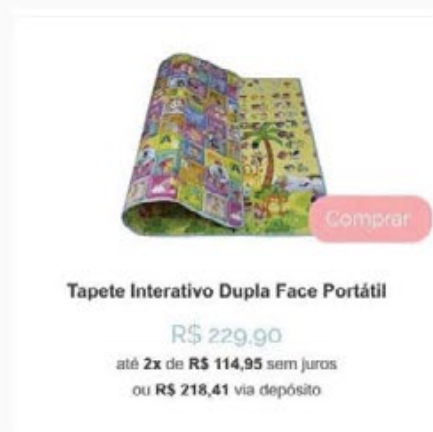 Comprar
Tapete Interativo Dupla Face Portátil
R$ 229,90
até 2x de R$ 114,95 sem juros
ou R$ 218,41 via depósito